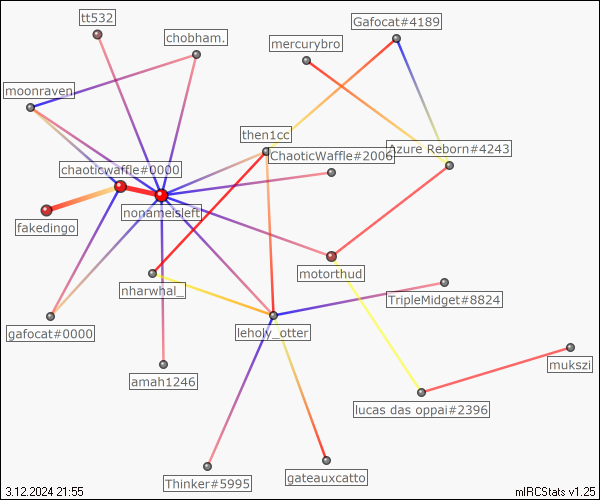 tt532
Gafocat#4189
chobham.
mercurybro
moonraven
then1cc
Azure Reborn#4243
ChaoticWaffle#2006
chaoticwaffle#0000
nonameisleft
fakedingo
motorthud
nharwhal_
TripleMidget#8824
gafocat#0000
leholy_otter
mukszi
amah1246
lucas das oppai#2396
Thinker#5995
gateauxcatto
3.12.2024 21:55
mIRCStats v1.25